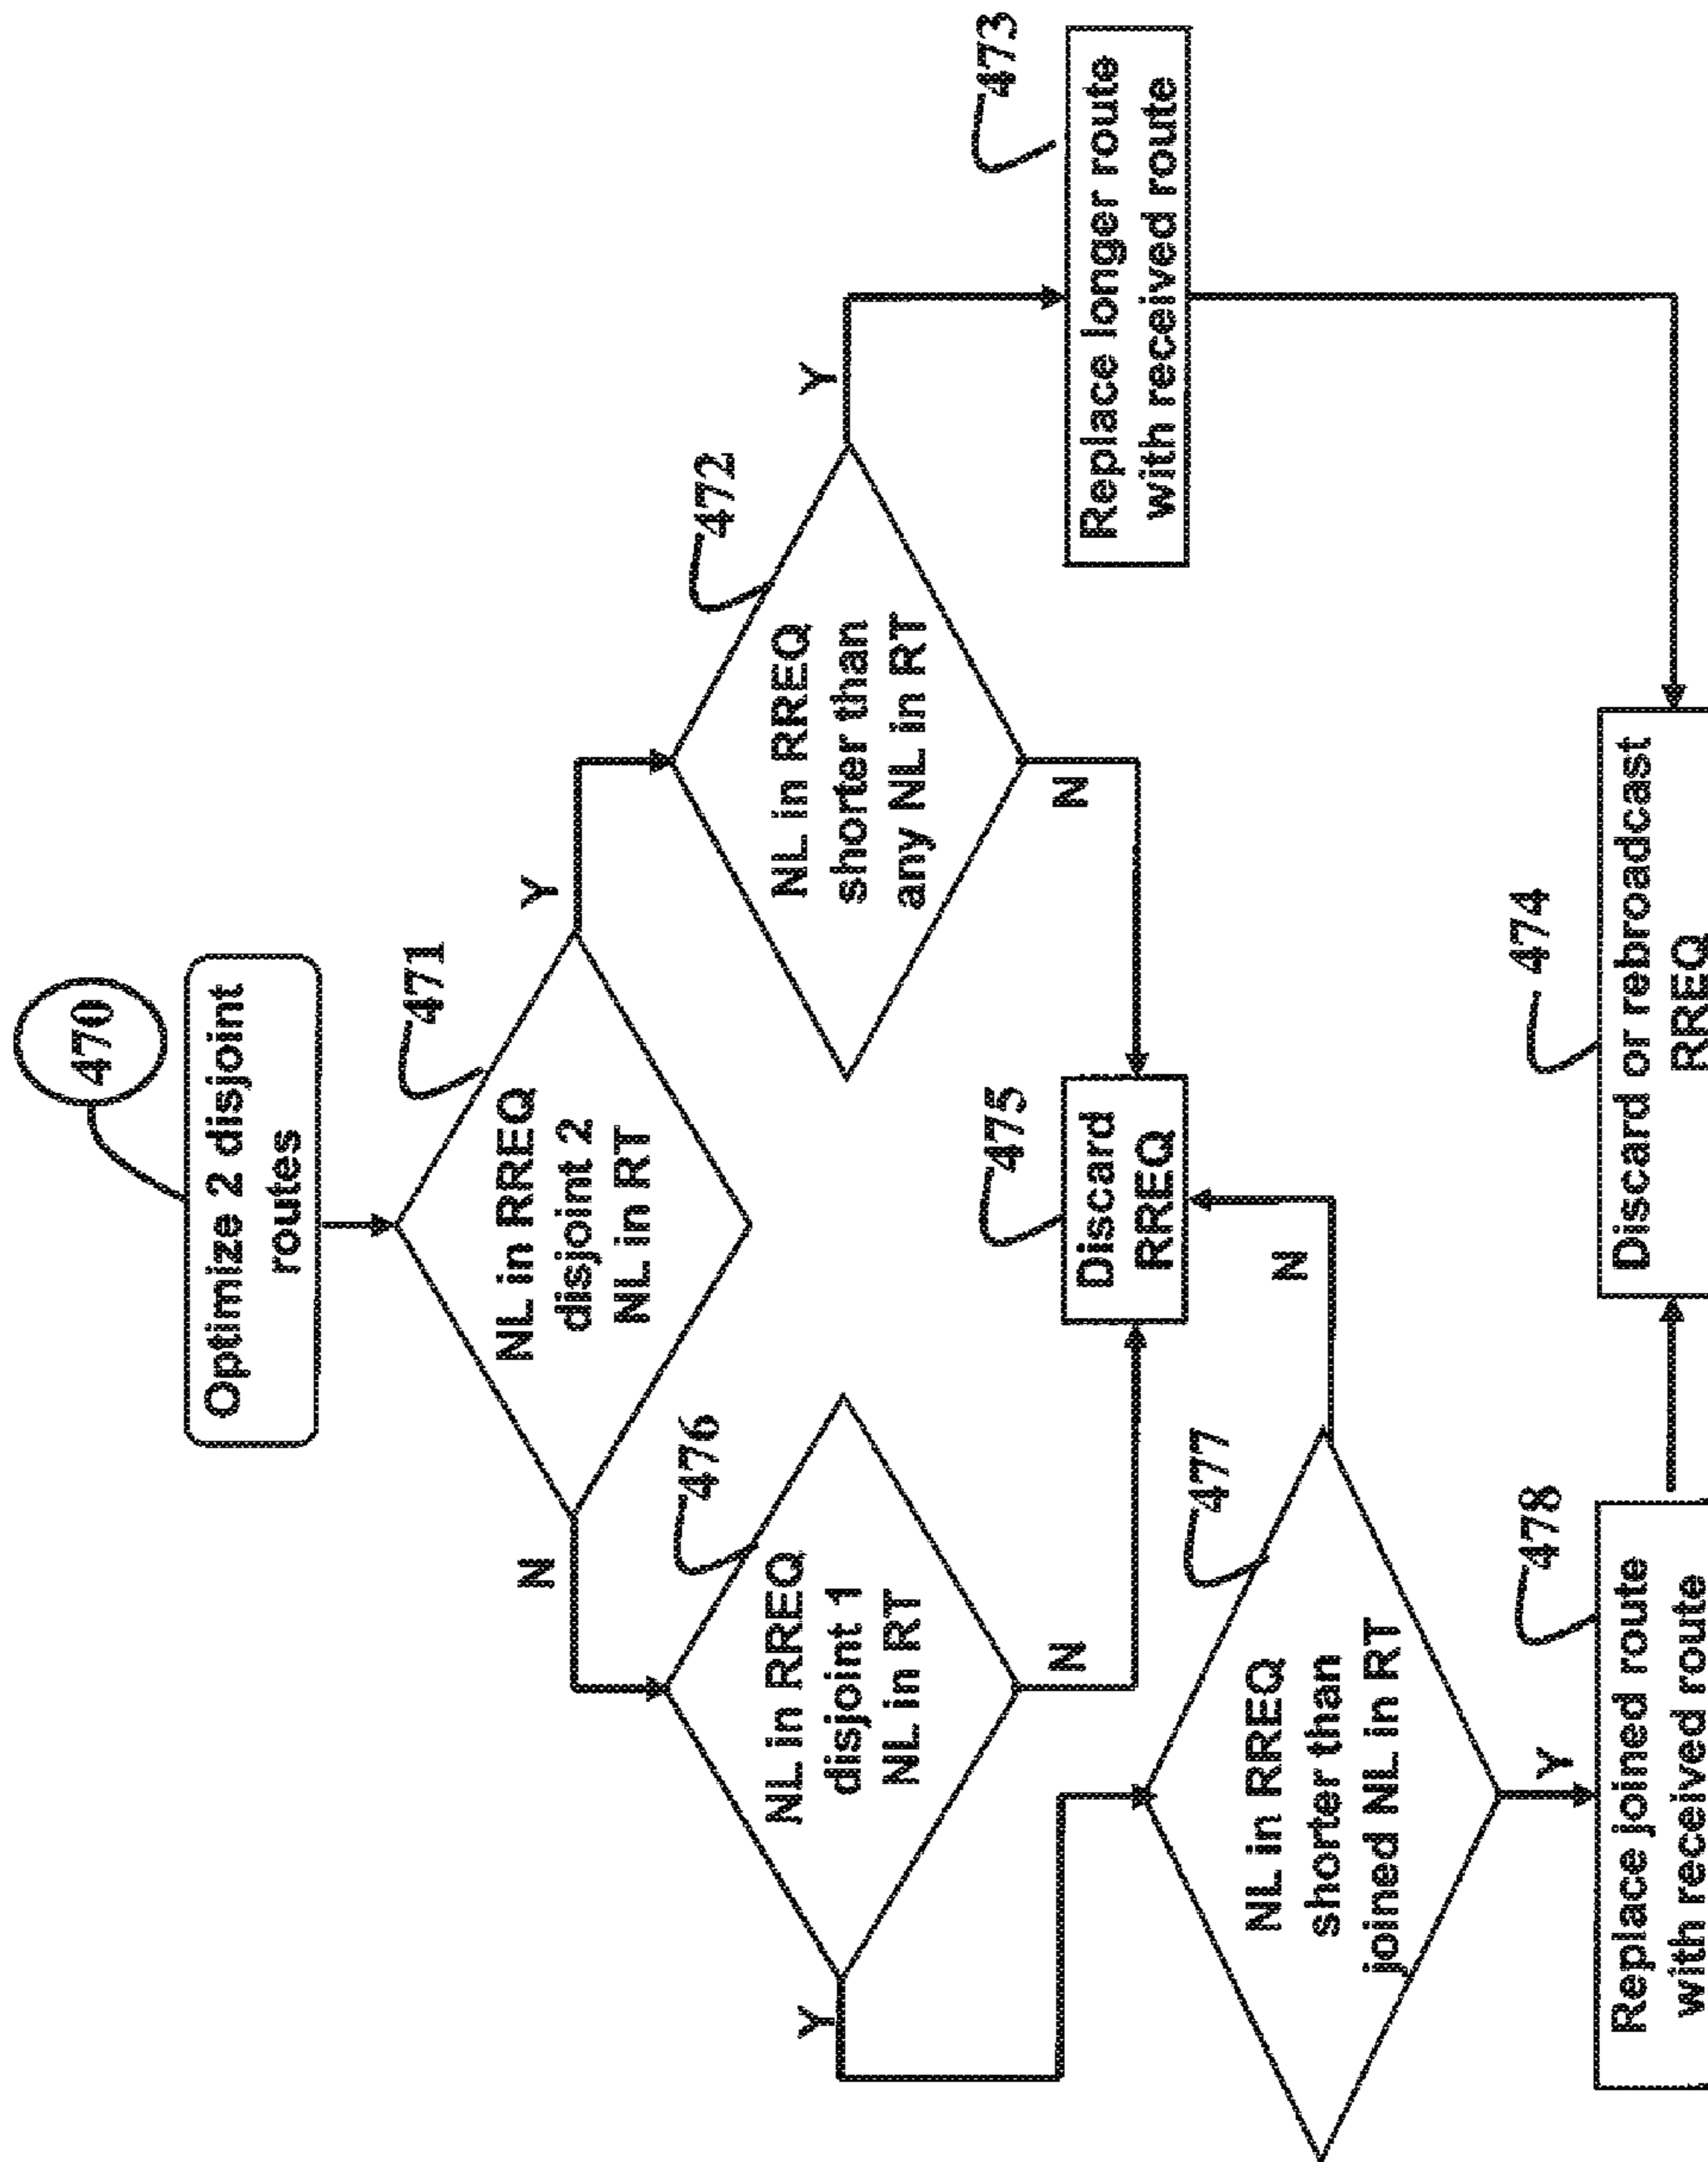 470
Optimize 2 disjoint
routes
471
NL in RREQ
disjoint 2
NL in RT
N
Y
476
NL in RREQ
disjoint 1
NL in RT
Y
N
472
NL in RREQ
shorter than
any NL in RT
Y
N
475
Discard
RREQ
473
Replace longer route
with received route
477
NL in RREQ
shorter than
joined NL in RT
N
Y
478
Replace joined route
with received route
474
Discard or rebroadcast
RREQ